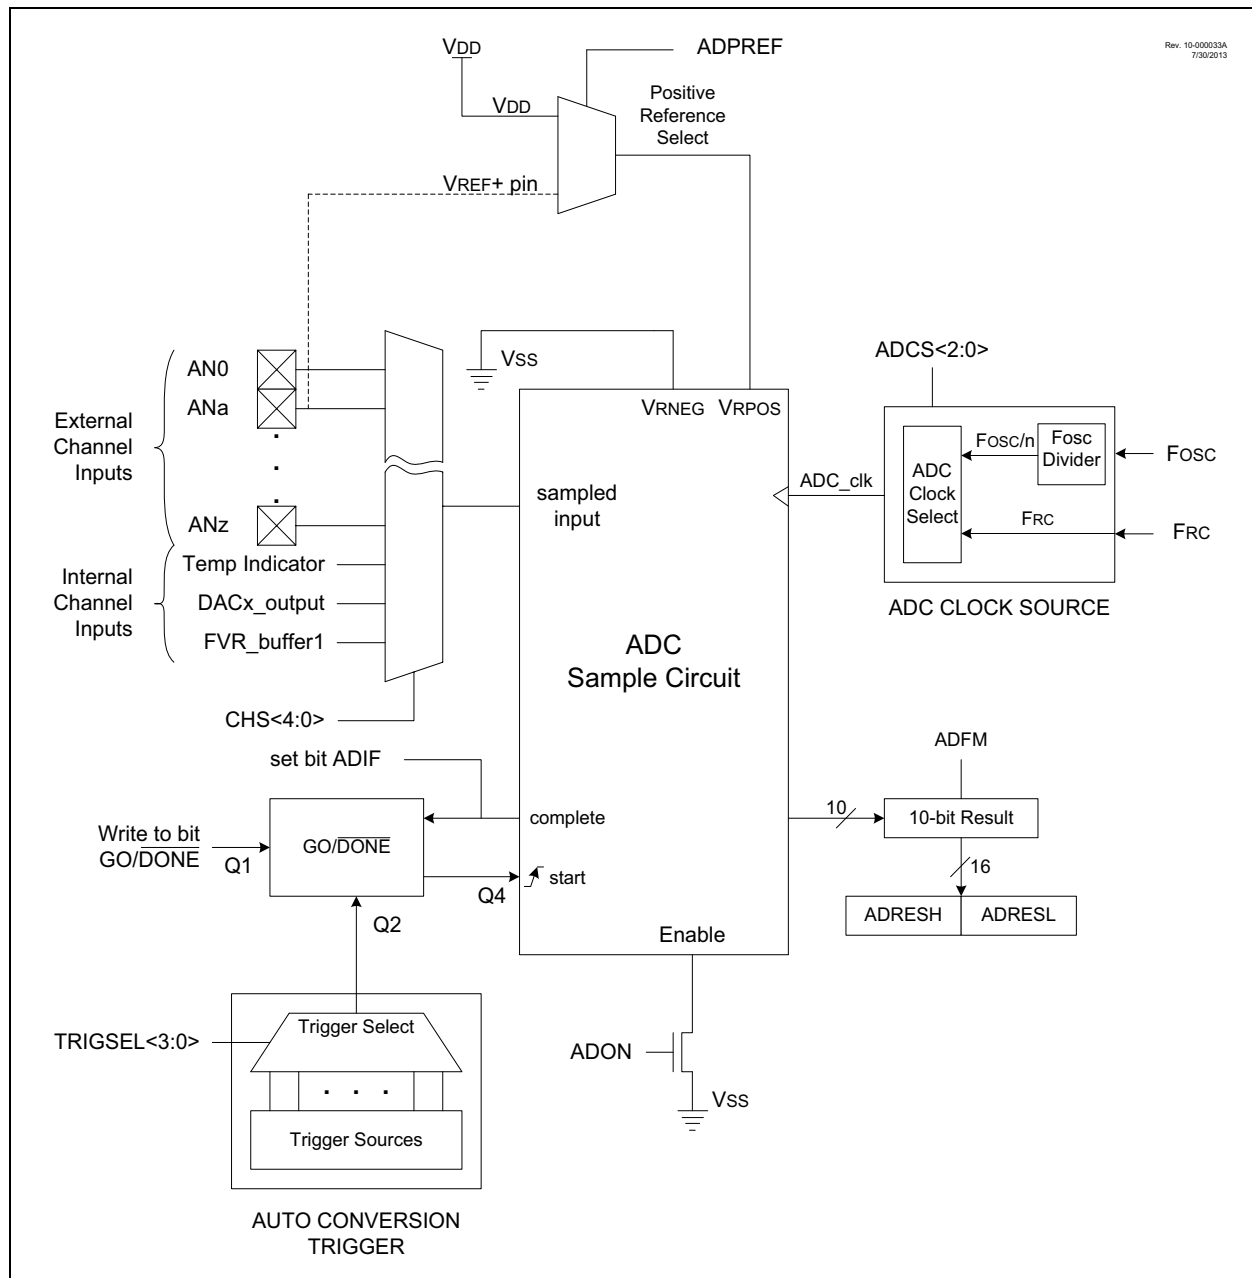 VDD
ADPREF
Rev. 10-000033A
7/30/2013
VDD
Positive
Reference
Select
VREF+ pin
External
Channel
Inputs
AN0
ANa
.
.
.
ANz
Internal
Channel
Inputs
Temp Indicator
DACx_output
FVR_buffer1
CHS<4:0>
VSS
VRNEG VRPOS
sampled
input
ADC
Sample Circuit
ADCS<2:0>
ADC_clk
ADC
Clock
Select
FOSC/n
Fosc
Divider
FOSC
FRC
FRC
ADC CLOCK SOURCE
set bit ADIF
Write to bit
GO/DONE
Q1
GO/DONE
complete
Q4
start
Q2
Enable
ADFM
10
10-bit Result
16
ADRESH ADRESL
TRIGSEL<3:0>
Trigger Select
. . .
Trigger Sources
AUTO CONVERSION
TRIGGER
ADON
VSS